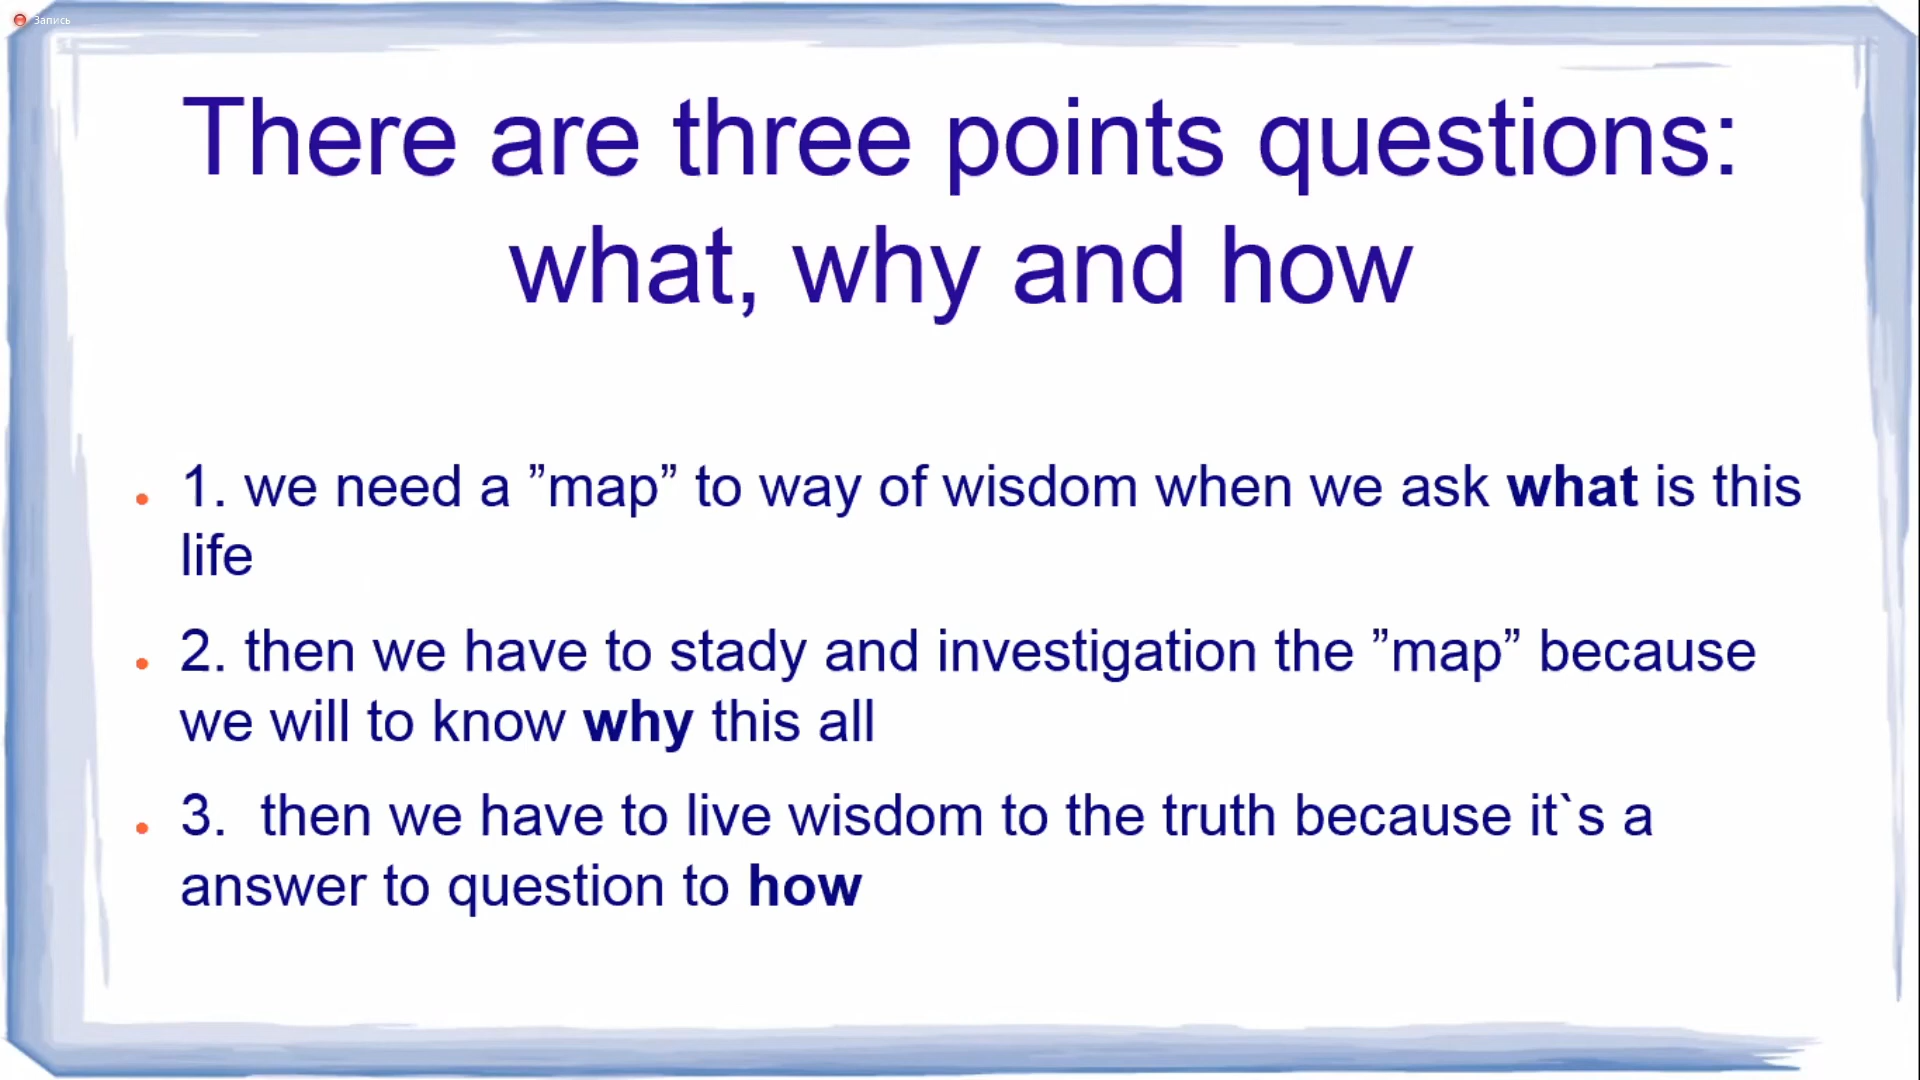 Запись
There are three points questions:
what, why and how
1. we need a ”map” to way of wisdom when we ask what is this
life
2. then we have to stady and investigation the ”map” because
we will to know why this all
3.  then we have to live wisdom to the truth because it`s a
answer to question to how